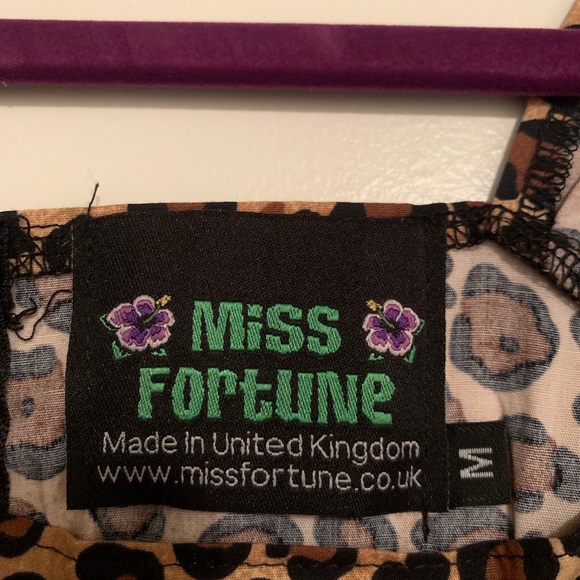 Miss
Fortune
Made In United Kingdom
www.missfortune.co.uk
M